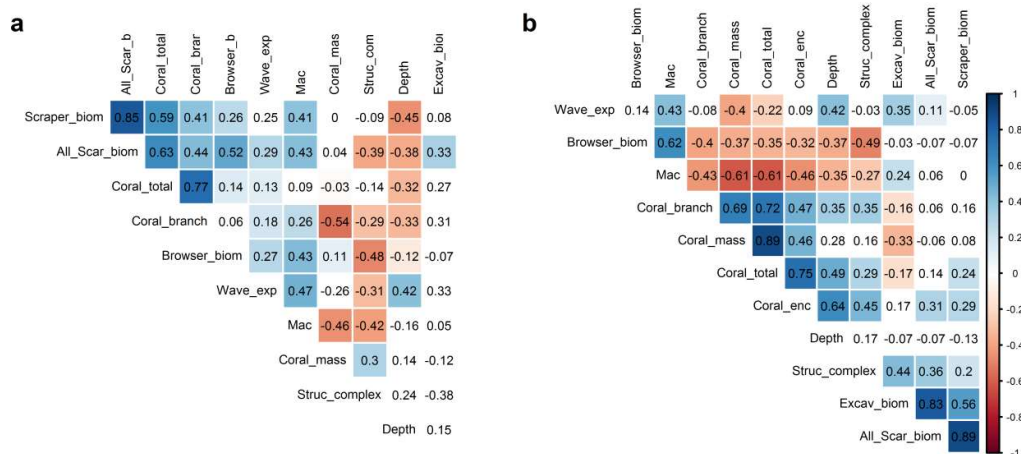 a
All_Scar_b
Coral_total
Coral_brar
Browser_b
Wave_exp
Mac
Coral_mas
Struc_com
Depth
Excav_bioi
Scraper_biom 0.85 0.59 0.41 0.26 0.25 0.41 0 -0.09 -0.45 0.08
All_Scar_biom 0.63 0.44 0.52 0.29 0.43 0.04 -0.39 -0.38 0.33
Coral_total 0.77 0.14 0.13 0.09 -0.03 -0.14 -0.32 0.27
Coral_branch 0.06 0.18 0.26 -0.54 -0.29 -0.33 0.31
Browser_biom 0.27 0.43 0.11 -0.48 -0.12 -0.07
Wave_exp 0.47 -0.26 -0.31 0.42 0.33
Mac -0.46 -0.42 -0.16 0.05
Coral_mass 0.3 0.14 -0.12
Struc_complex 0.24 -0.38
Depth 0.15
b
Browser_biom
Mac
Coral_branch
Coral_mass
Coral_total
Coral_enc
Depth
Struc_complex
Excav_biom
All_Scar_biom
Scraper_biom
Wave_exp 0.14 0.43 -0.08 -0.4 -0.22 0.09 0.42 -0.03 0.35 0.11 -0.05
Browser_biom 0.62 -0.4 -0.37 -0.35 -0.32 -0.37 -0.49 -0.03 -0.07 -0.07
Mac -0.43 -0.61 -0.61 -0.46 -0.35 -0.27 0.24 0.06 0
Coral_branch 0.69 0.72 0.47 0.35 0.35 -0.16 0.06 0.16
Coral_mass 0.89 0.46 0.28 0.16 -0.33 -0.06 0.08
Coral_total 0.75 0.49 0.29 -0.17 0.14 0.24
Coral_enc 0.64 0.45 0.17 0.31 0.29
Depth 0.17 -0.07 -0.07 -0.13
Struc_complex 0.44 0.36 0.2
Excav_biom 0.83 0.56
All_Scar_biom 0.89
1
0.8
0.6
0.4
0.2
0
-0.2
-0.4
-0.6
-0.8
-1